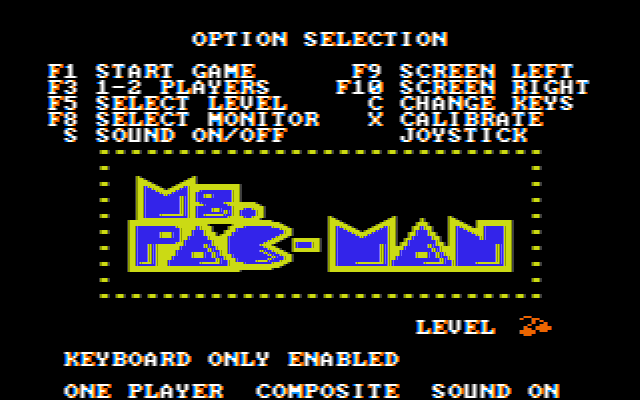 OPTION SELECTION
F1 START GAME F9 SCREEN LEFT
F3 1-2 PLAYERS F10 SCREEN RIGHT
F5 SELECT LEVEL C CHANGE KEYS
F8 SELECT MONITOR X CALIBRATE
S SOUND ON/OFF JOYSTICK
MS.
PAC-MAN
LEVEL
KEYBOARD ONLY ENABLED
ONE PLAYER COMPOSITE SOUND ON